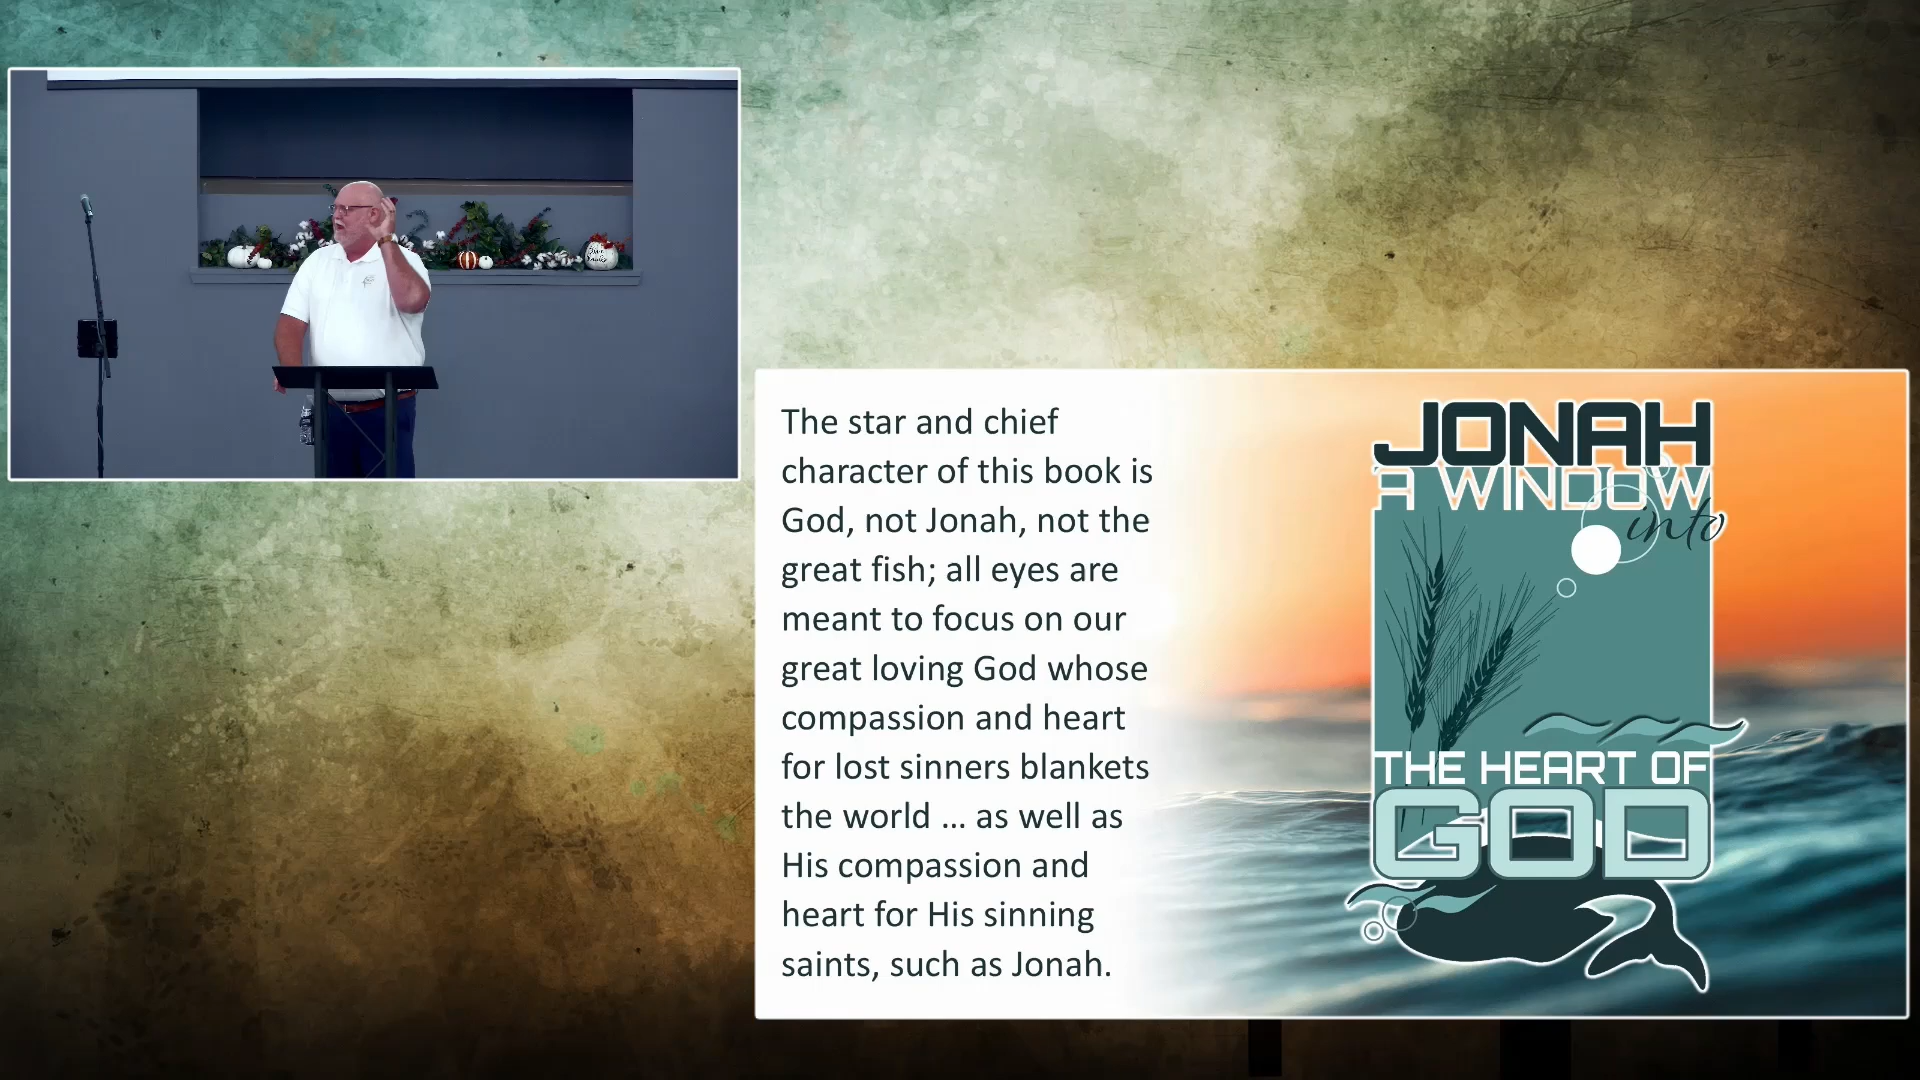 The star and chief
character of this book is
God, not Jonah, not the
great fish; all eyes are
meant to focus on our
great loving God whose
compassion and heart
for lost sinners blankets
the world ... as well as
His compassion and
heart for His sinning
saints, such as Jonah.
JONAH
A WINDOW
into
THE HEART OF
GOD